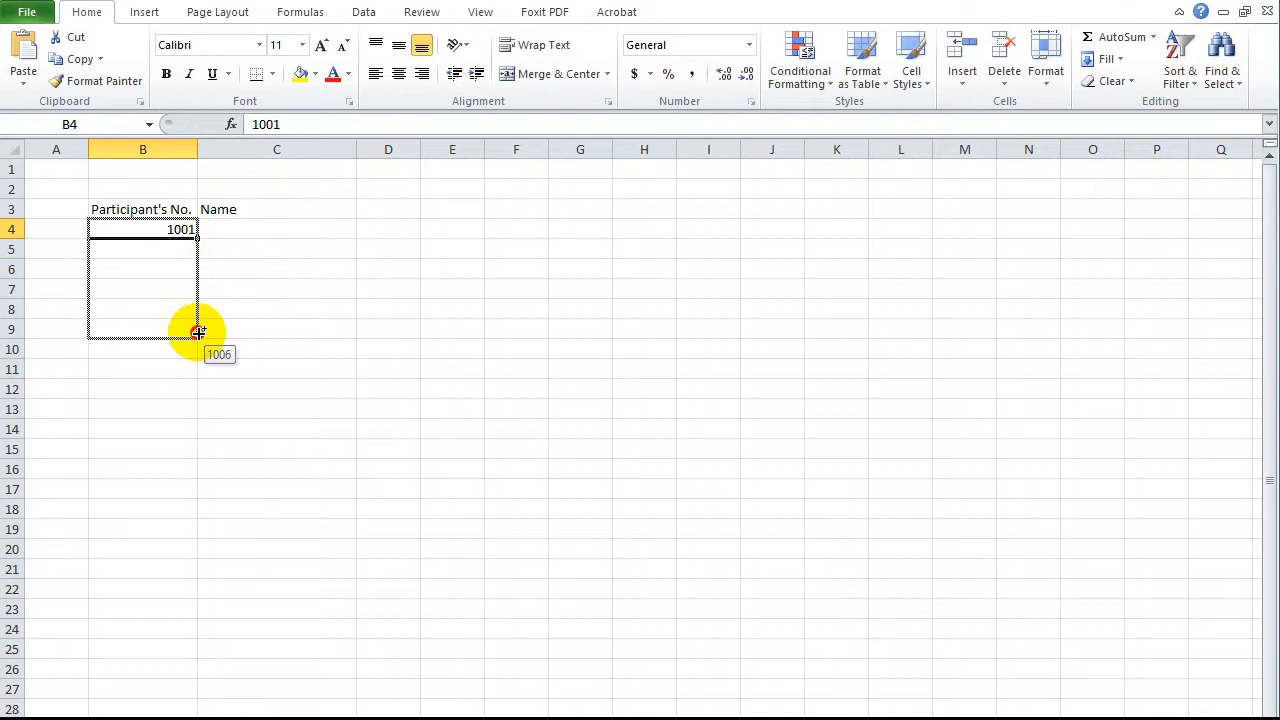 File Home Insert Page Layout Formulas Data Review View Foxit PDF Acrobat
Paste
Cut
Copy
Format Painter
Clipboard
Calibri 11
B I U
Font
Wrap Text
Merge & Center
Alignment
General
$ % ,
Number
Conditional Formatting
Format as Table
Cell Styles
Styles
Insert Delete Format
Cells
AutoSum
Fill
Clear
Sort & Filter
Find & Select
Editing
B4 fx 1001
A B C D E F G H I J K L M N O P Q
1
2
3 Participant's No. Name
4 1001
5
6
7
8
9
1006
10
11
12
13
14
15
16
17
18
19
20
21
22
23
24
25
26
27
28